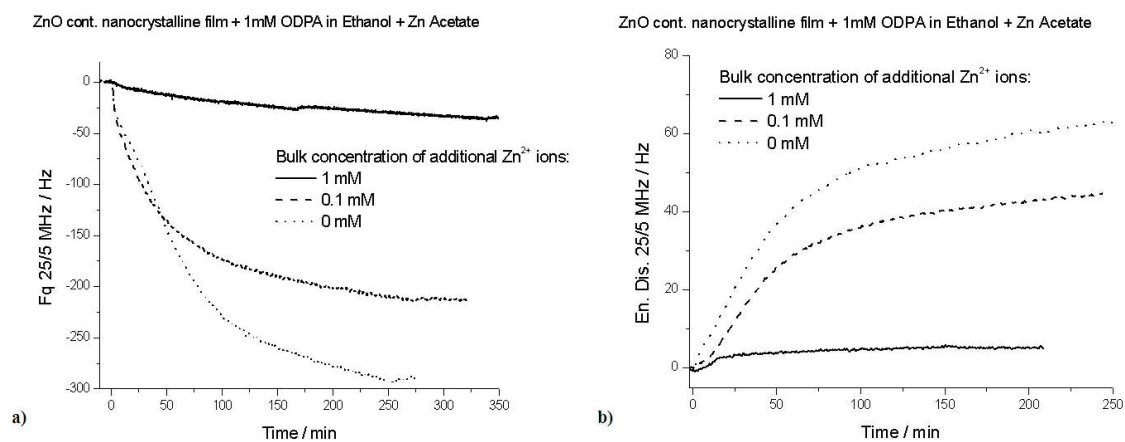 ZnO cont. nanocrystalline film + 1mM ODPA in Ethanol + Zn Acetate
0
-50
-100
-150
-200
-250
-300
Fq 25/5 MHz / Hz
Bulk concentration of additional Zn²⁺ ions:
1 mM
0.1 mM
0 mM
0 50 100 150 200 250 300 350
Time / min
a)
ZnO cont. nanocrystalline film + 1mM ODPA in Ethanol + Zn Acetate
80
60
40
20
0
En. Dis. 25/5 MHz / Hz
Bulk concentration of additional Zn²⁺ ions:
1 mM
0.1 mM
0 mM
0 50 100 150 200 250
Time / min
b)